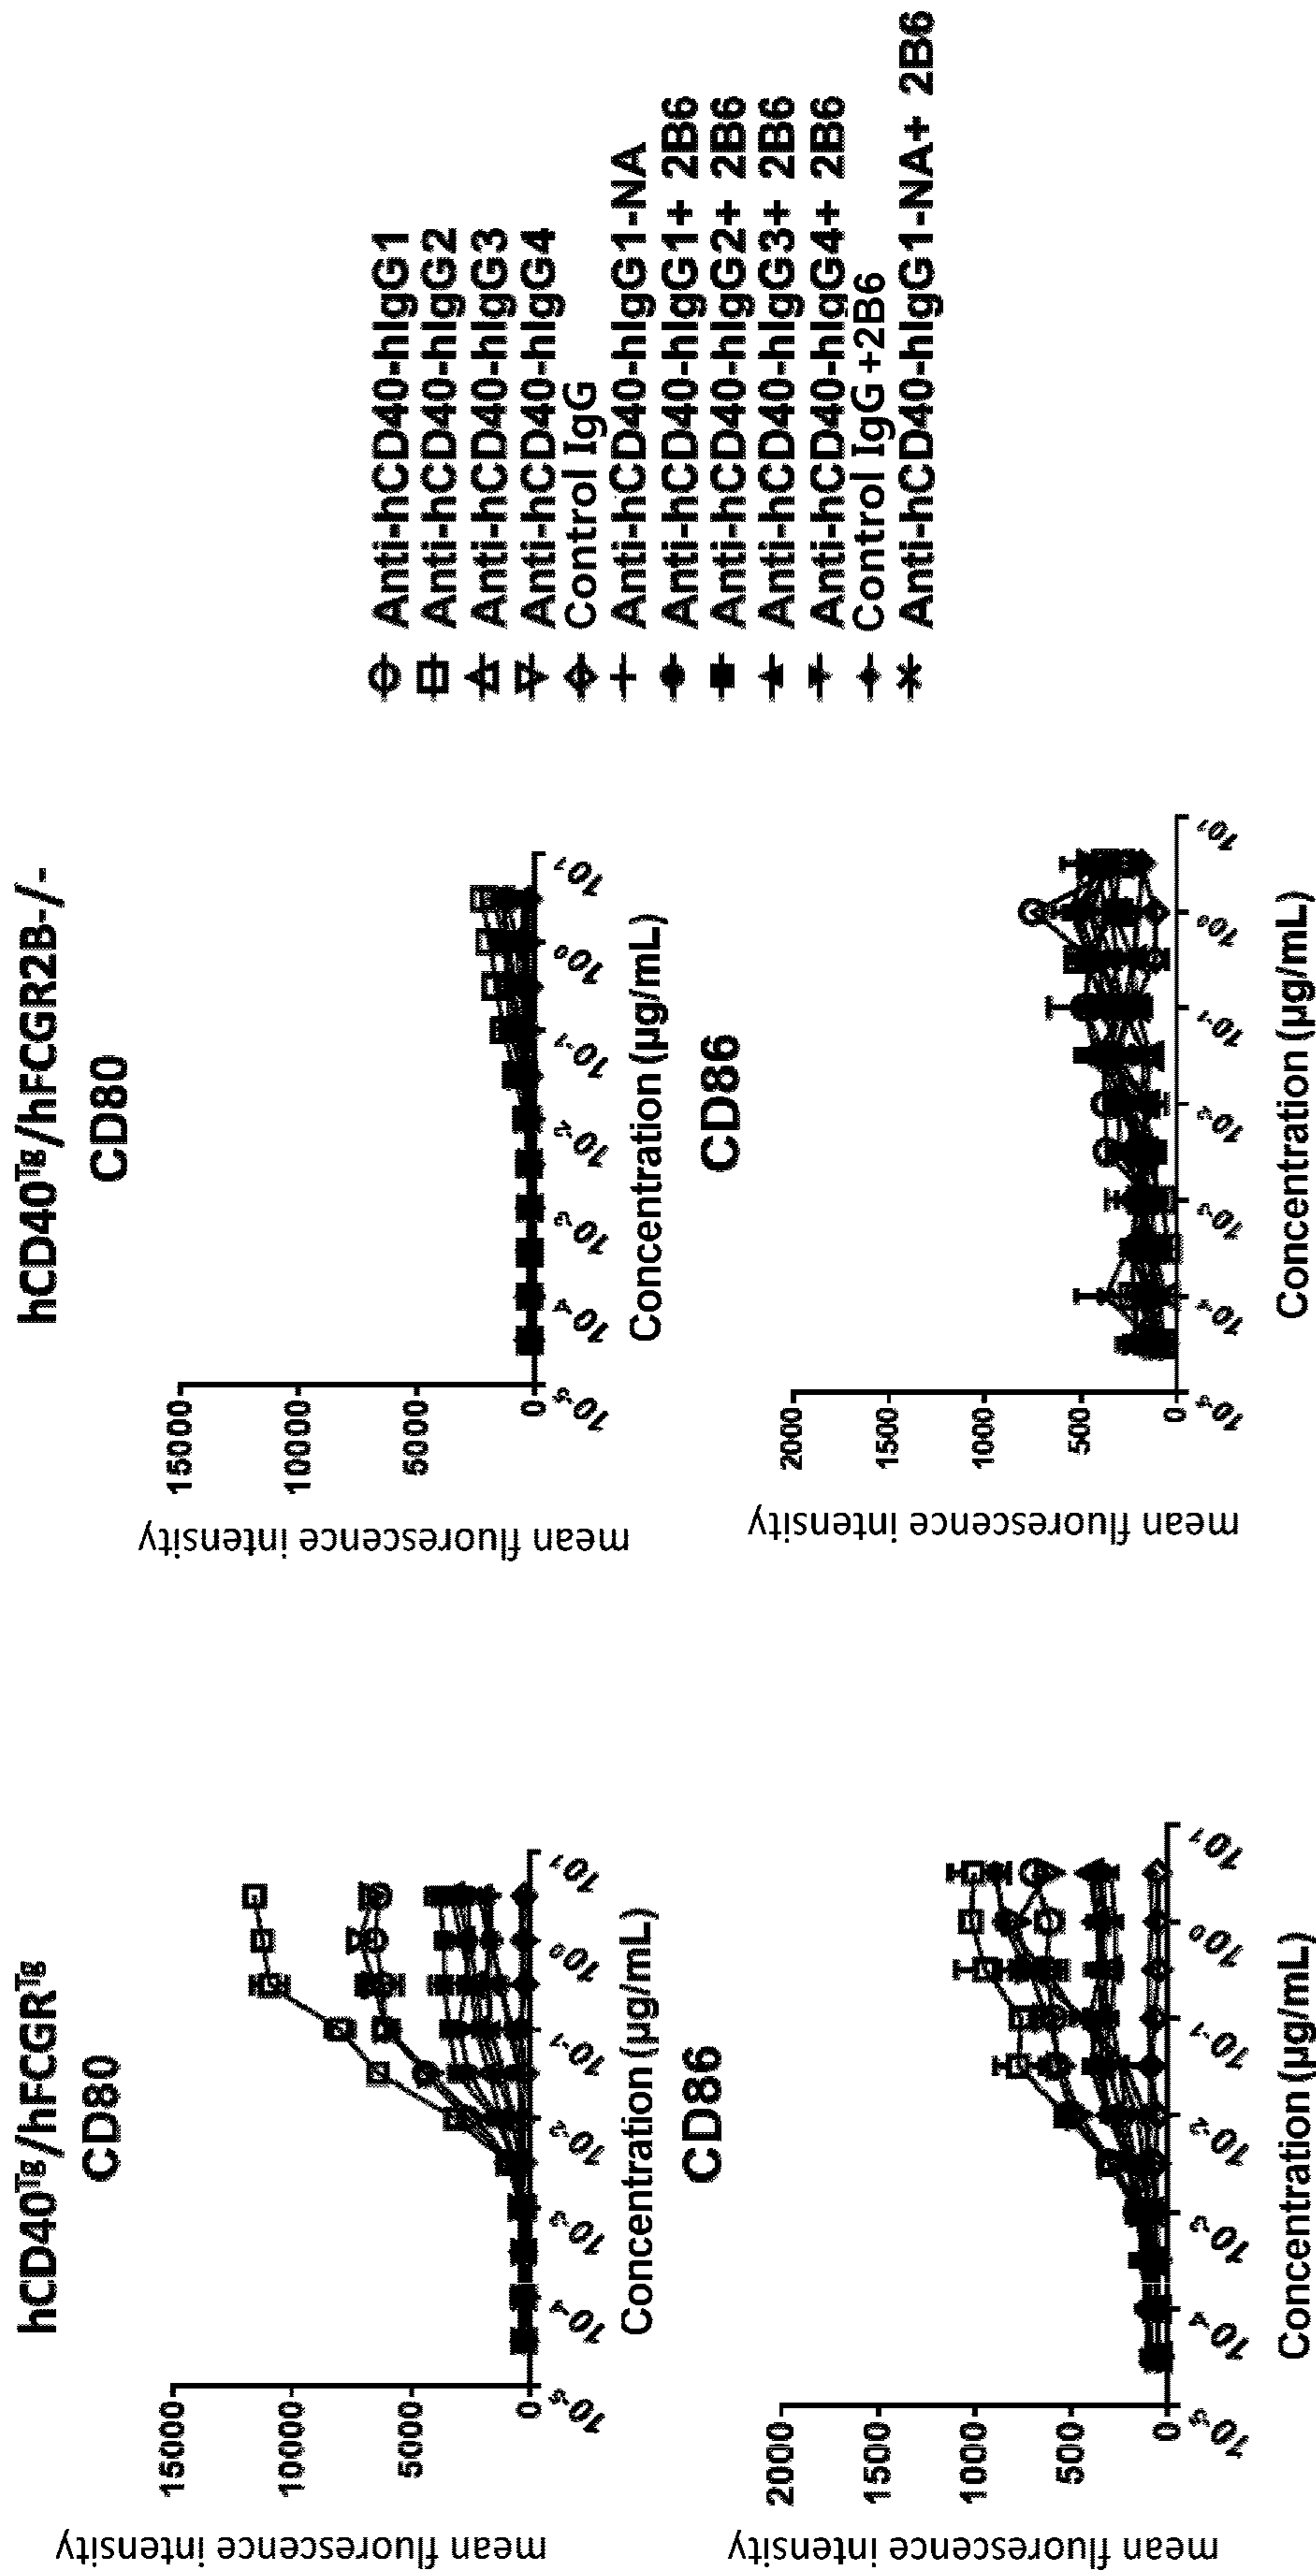 hCD40Tg/hFCGRTg
CD80
mean fluorescence intensity
15000
10000
5000
0
10-5
10-4
10-3
10-2
10-1
100
101
Concentration (µg/mL)
CD86
mean fluorescence intensity
2000
1500
1000
500
0
10-5
10-4
10-3
10-2
10-1
100
101
Concentration (µg/mL)
hCD40Tg/hFCGR2B-/-
CD80
mean fluorescence intensity
15000
10000
5000
0
10-5
10-4
10-3
10-2
10-1
100
101
Concentration (µg/mL)
CD86
mean fluorescence intensity
2000
1500
1000
500
0
10-5
10-4
10-3
10-2
10-1
100
101
Concentration (µg/mL)
Anti-hCD40-hIgG1
Anti-hCD40-hIgG2
Anti-hCD40-hIgG3
Anti-hCD40-hIgG4
Control IgG
Anti-hCD40-hIgG1-NA
Anti-hCD40-hIgG1+ 2B6
Anti-hCD40-hIgG2+ 2B6
Anti-hCD40-hIgG3+ 2B6
Anti-hCD40-hIgG4+ 2B6
Control IgG +2B6
Anti-hCD40-hIgG1-NA+ 2B6